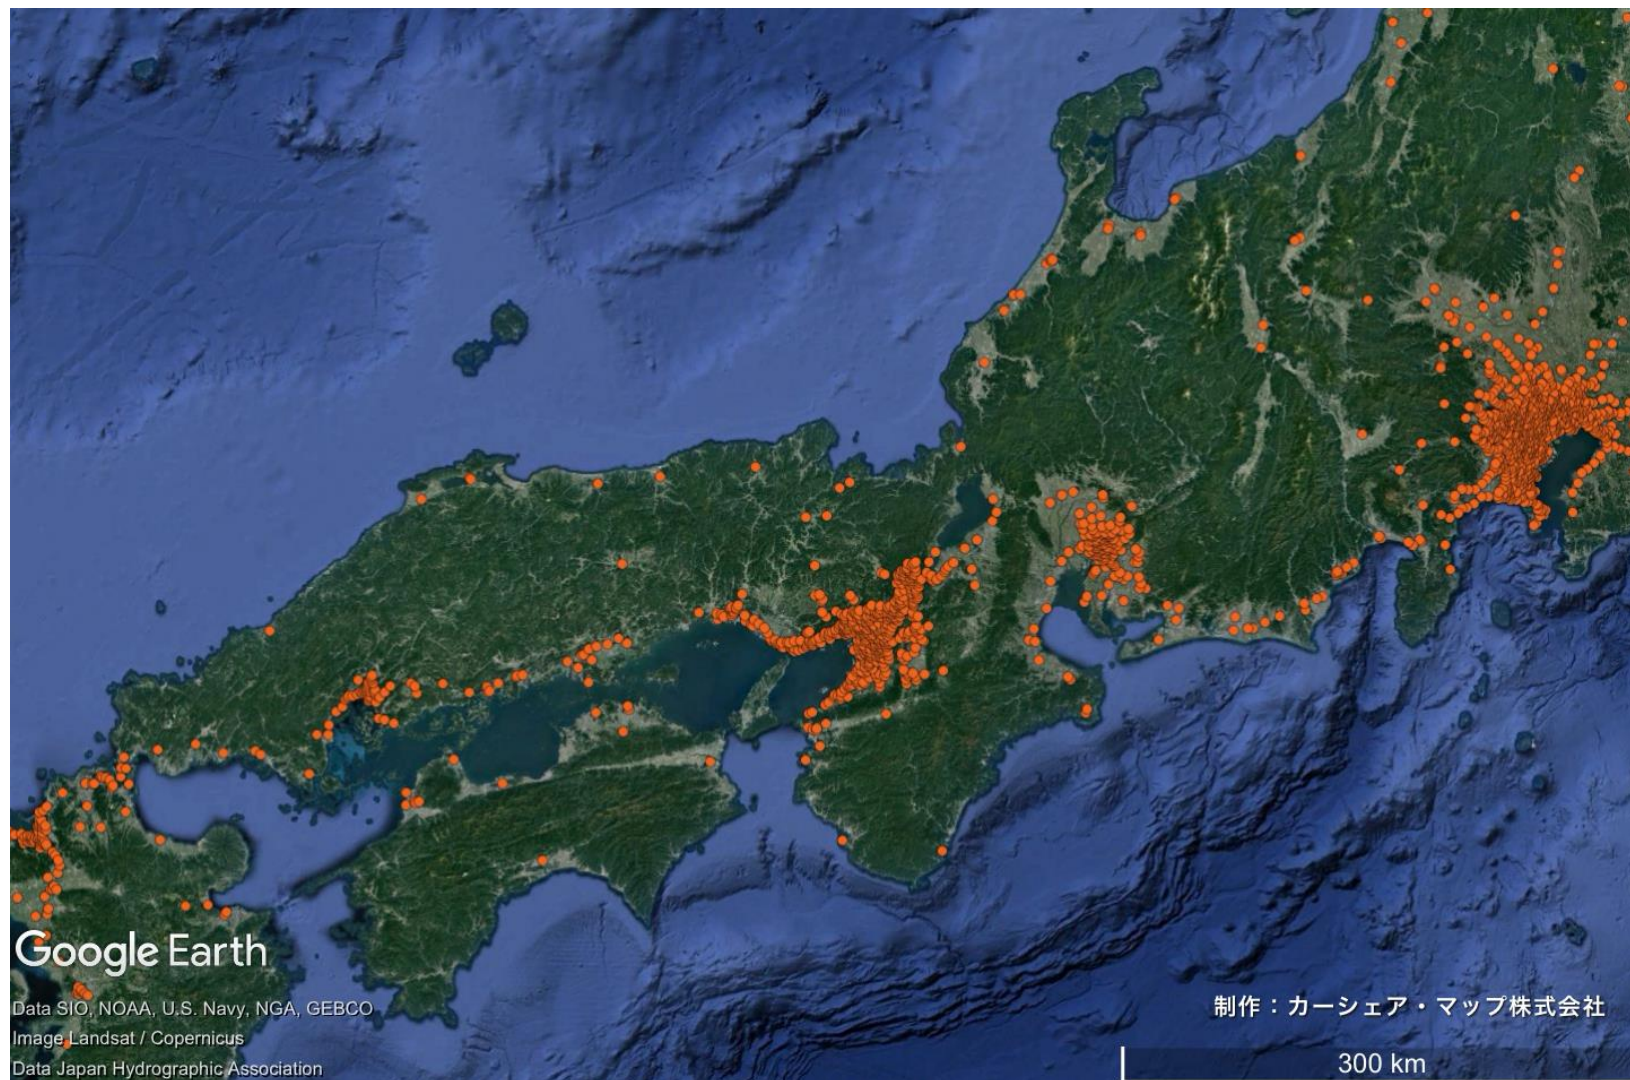 Google Earth
Data SIO, NOAA, U.S. Navy, NGA, GEBCO
Image Landsat / Copernicus
Data Japan Hydrographic Association
制作：カーシェア・マップ株式会社
300 km